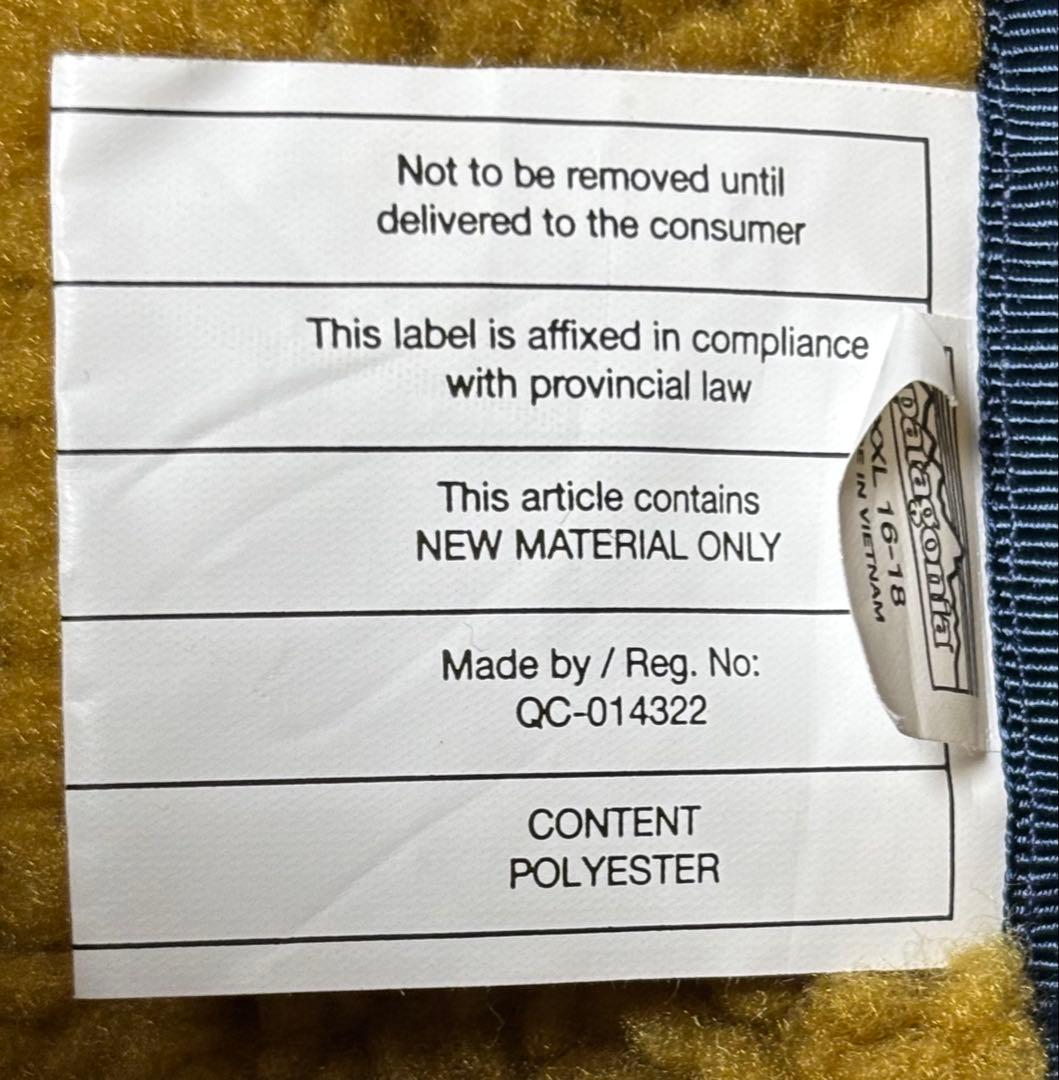 Not to be removed until
delivered to the consumer
This label is affixed in compliance
with provincial law
This article contains
NEW MATERIAL ONLY
Made by / Reg. No:
QC-014322
CONTENT
POLYESTER
patagonia
XXL 16-18
IN VIETNAM